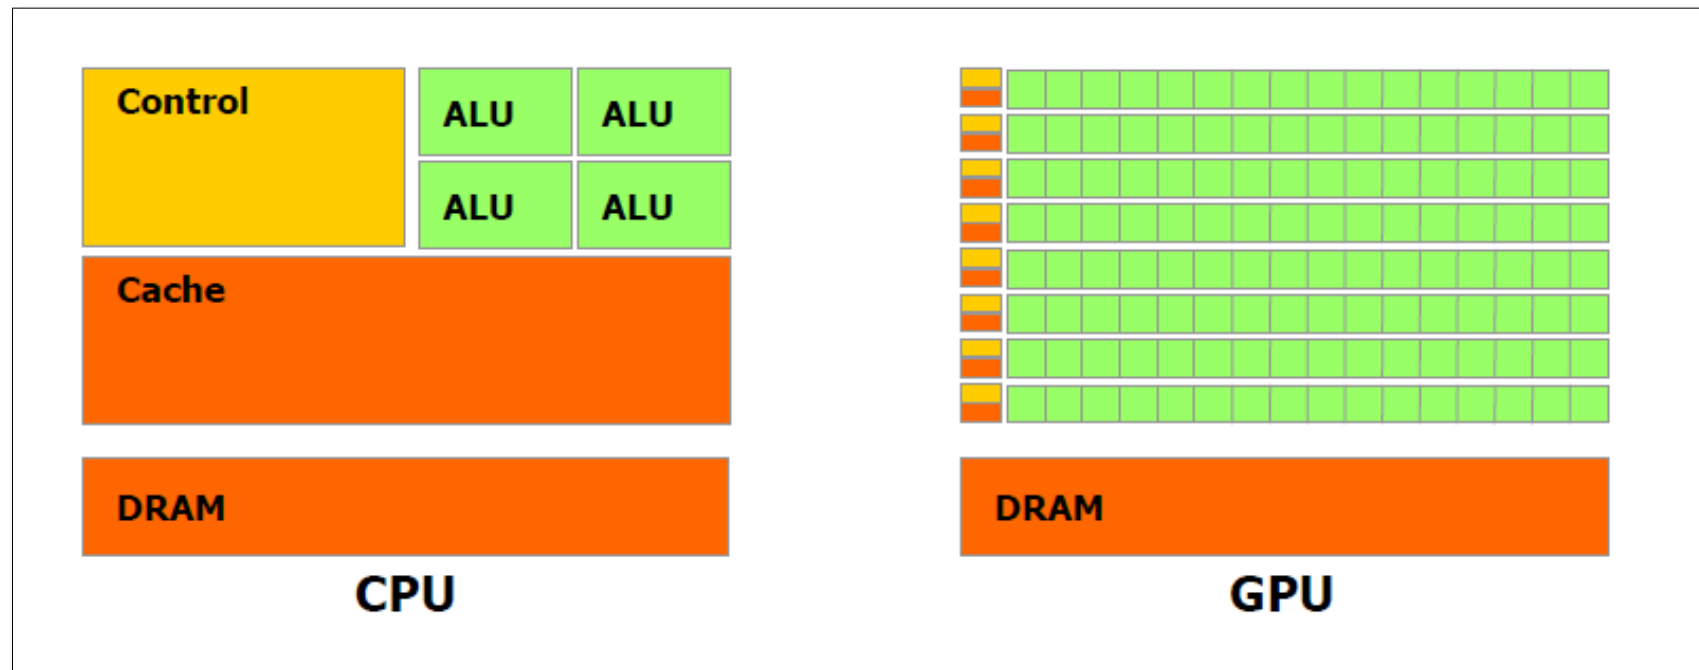 Control
ALU ALU
ALU ALU
Cache
DRAM
CPU
DRAM
GPU